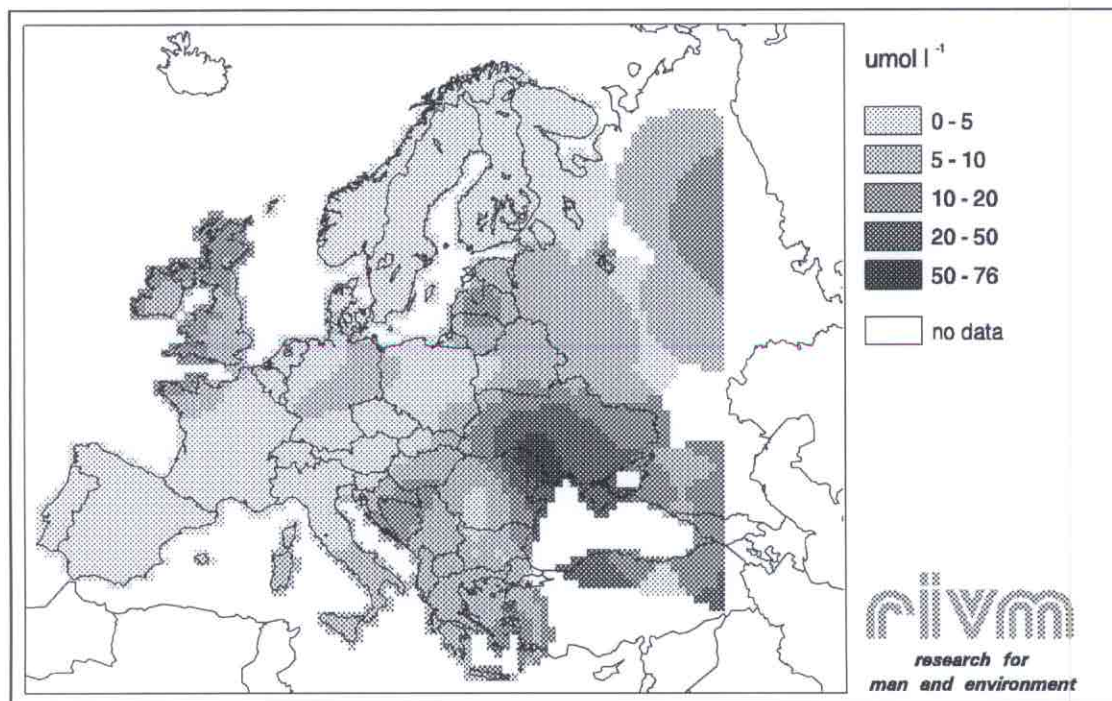 umol l⁻¹
0 - 5
5 - 10
10 - 20
20 - 50
50 - 76
no data
rivm
research for
man and environment